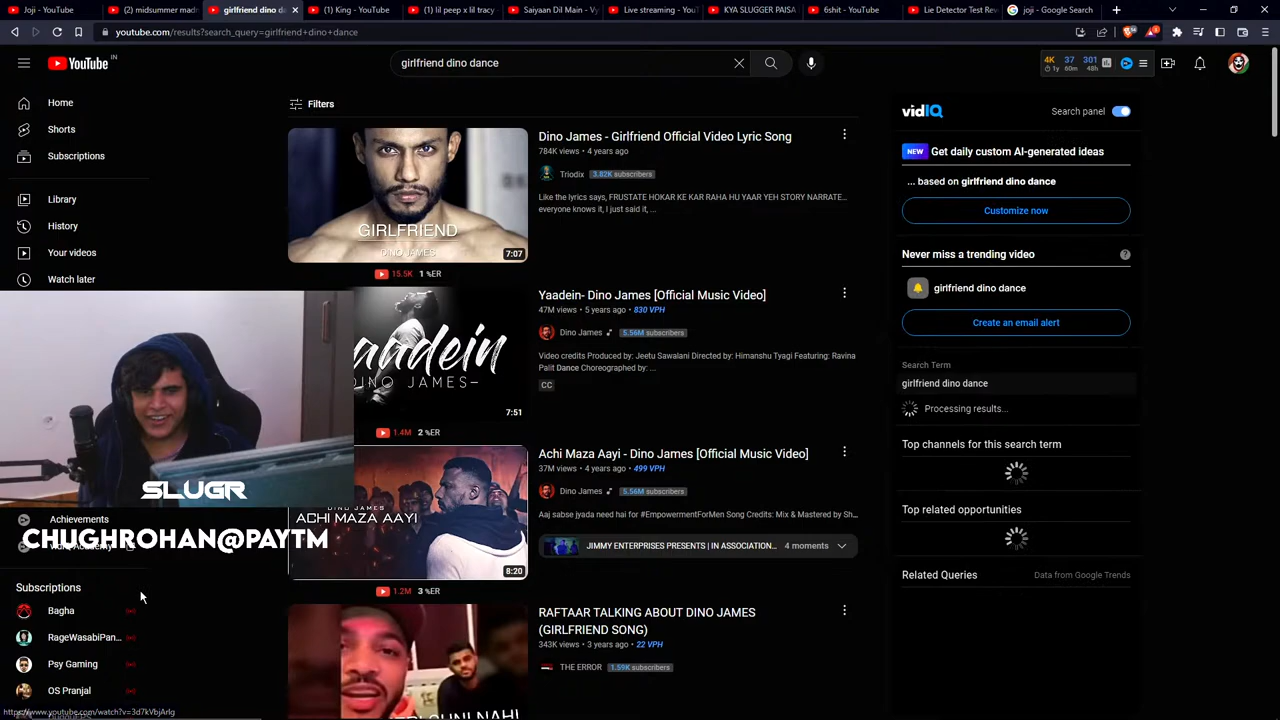 Joji - YouTube
(2) midsummer madn
girlfriend dino da
(1) King - YouTube
(1) lil peep x lil tracy
Saiyaan Dil Main - Vy
Live streaming - YouT
KYA SLUGGER PAISA
6shit - YouTube
Lie Detector Test Rev
joji - Google Search
youtube.com/results?search_query=girlfriend+dino+dance
YouTube IN
girlfriend dino dance
4K 37 301
1y 60m 48h
Home
Shorts
Subscriptions
Library
History
Your videos
Watch later
SLUGR
Achievements
CHUGHROHAN@PAYTM
Subscriptions
Bagha
RageWasabiPan...
Psy Gaming
OS Pranjal
https://www.youtube.com/watch?v=3d7kVbjArIg
Filters
GIRLFRIEND
DINO JAMES
7:07
15.5K 1 %ER
Dino James - Girlfriend Official Video Lyric Song
784K views • 4 years ago
Triodix 3.82K subscribers
Like the lyrics says, FRUSTATE HOKAR KE KAR RAHA HU YAAR YEH STORY NARRATE...
everyone knows it, I just said it, ...
aadein
DINO JAMES–
7:51
1.4M 2 %ER
Yaadein- Dino James [Official Music Video]
47M views • 5 years ago 830 VPH
Dino James 5.56M subscribers
Video credits Produced by: Jeetu Sawalani Directed by: Himanshu Tyagi Featuring: Ravina
Palit Dance Choreographed by: ...
CC
DINO JAMES
ACHI MAZA AAYI
8:20
1.2M 3 %ER
Achi Maza Aayi - Dino James [Official Music Video]
37M views • 4 years ago 499 VPH
Dino James 5.56M subscribers
Aaj sabse jyada need hai for #EmpowermentForMen Song Credits: Mix & Mastered by Sh...
JIMMY ENTERPRISES PRESENTS | IN ASSOCIATION... 4 moments
RAFTAAR TALKING ABOUT DINO JAMES
(GIRLFRIEND SONG)
343K views • 3 years ago 22 VPH
THE ERROR 1.59K subscribers
vidIQ
Search panel
NEW Get daily custom AI-generated ideas
... based on girlfriend dino dance
Customize now
Never miss a trending video
girlfriend dino dance
Create an email alert
Search Term
girlfriend dino dance
Processing results...
Top channels for this search term
Top related opportunities
Related Queries Data from Google Trends